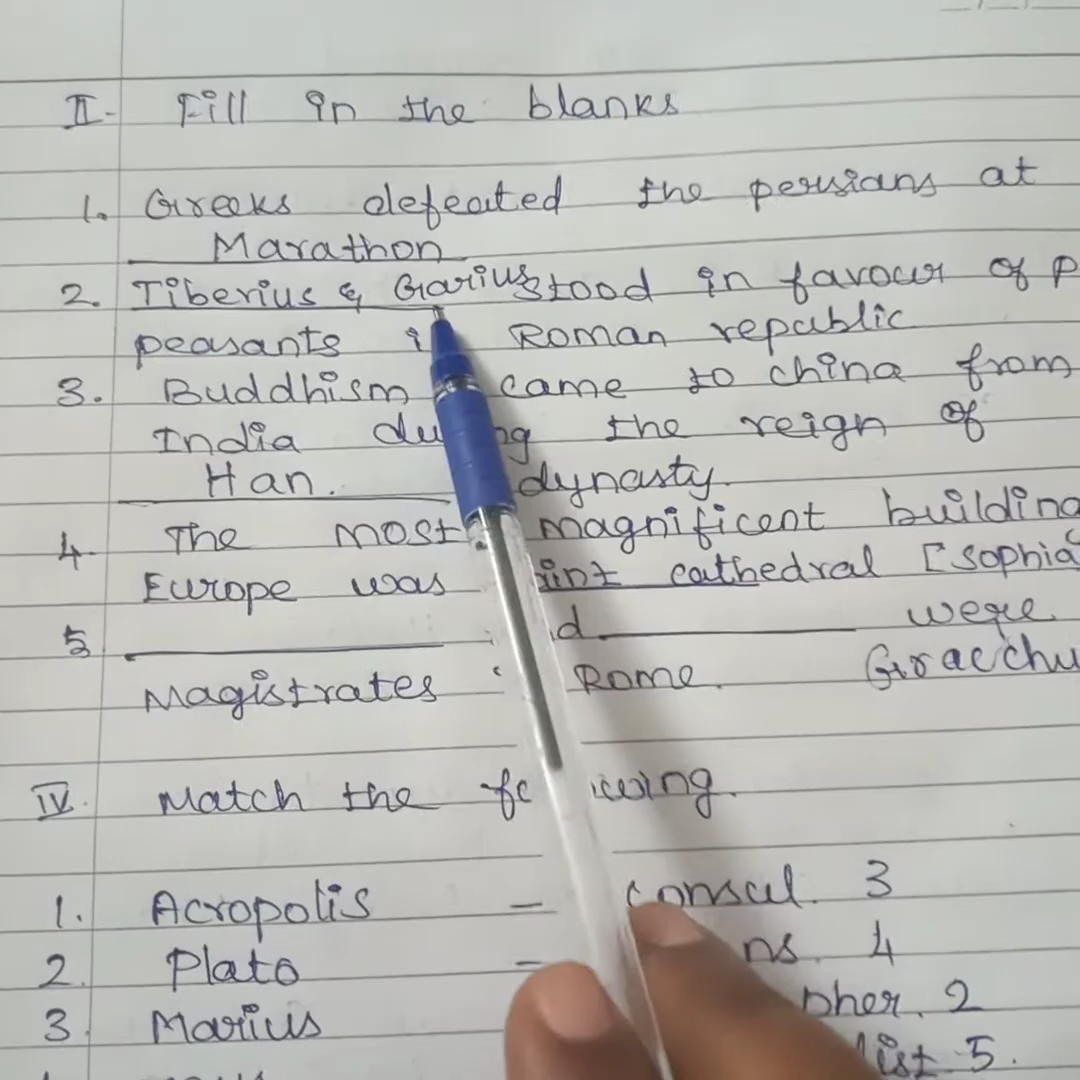 II. Fill in the blanks
1. Greeks defeated the persians at
Marathon
2. Tiberius & Garius stood in favour of P
peasants Roman republic
3. Buddhism came to china from
India the reign of
Han. dynasty.
4. The most magnificent building
Europe was cathedral [Sophia
5 were
Magistrates Rome. Gracchu
IV. Match the
1. Acropolis - consul. 3
2. Plato - 4
3. Marius 2
5.